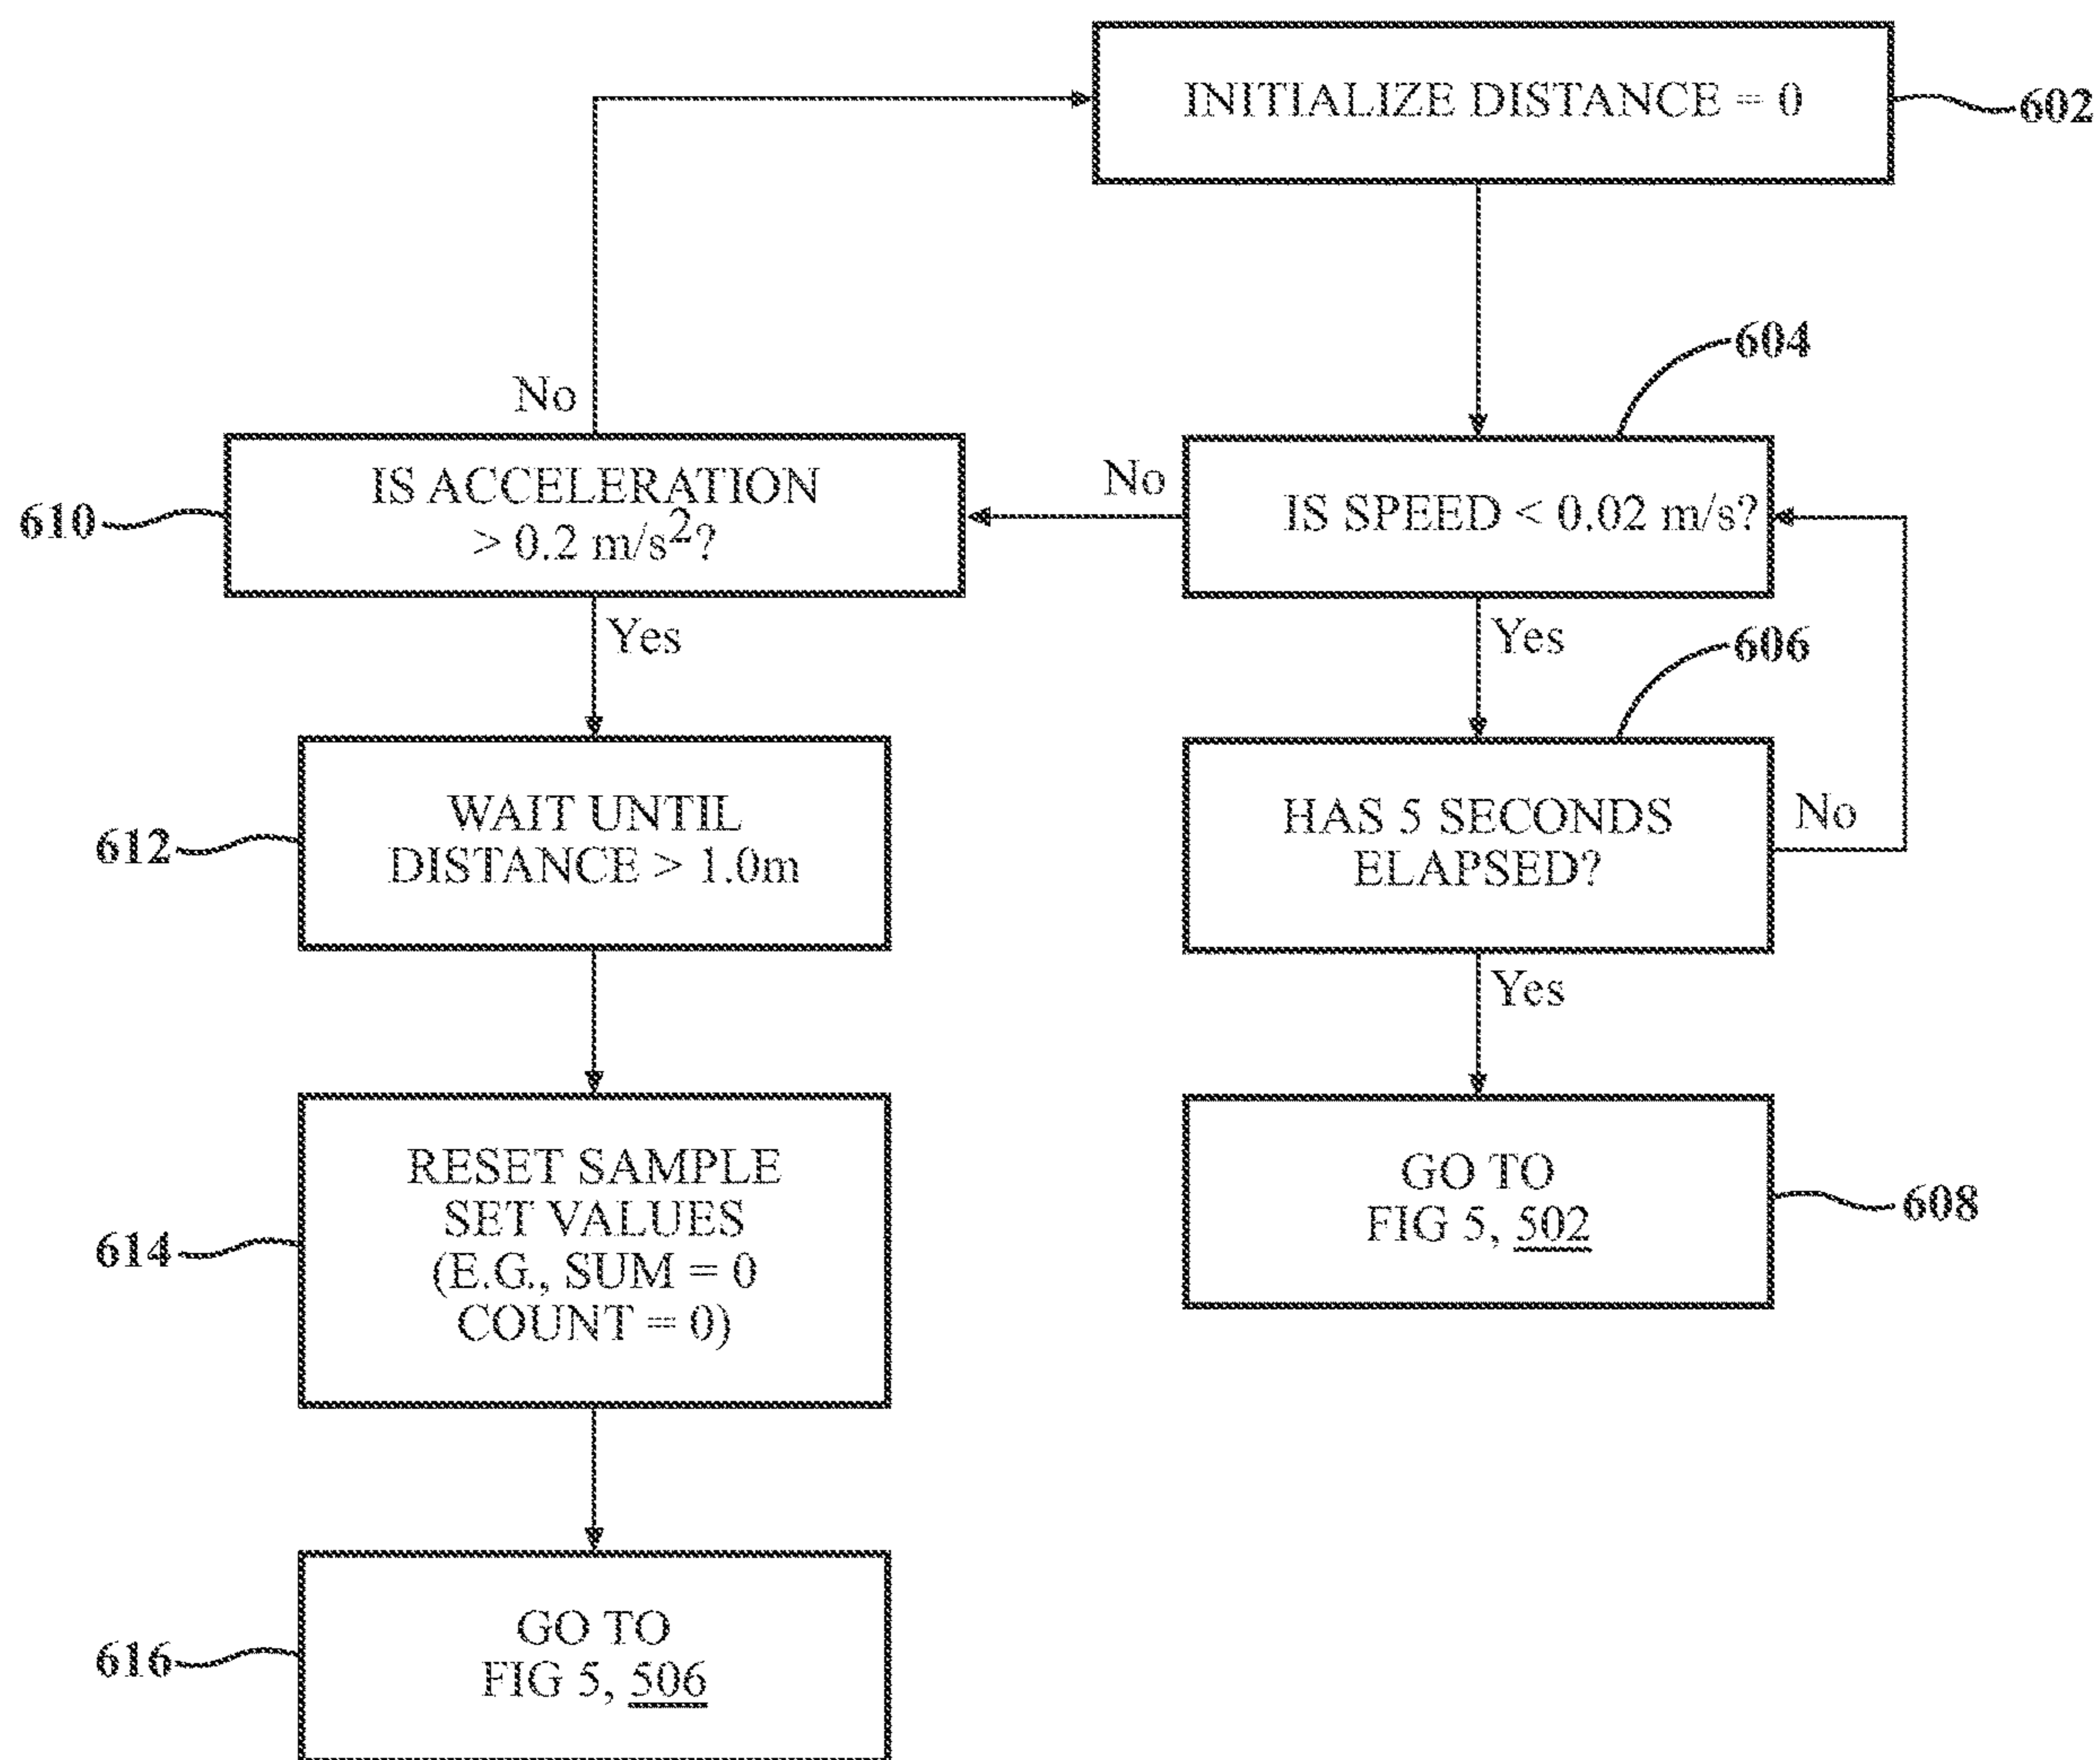 INITIALIZE DISTANCE = 0
602
604
No
IS ACCELERATION
> 0.2 m/s²?
610
No
IS SPEED < 0.02 m/s?
Yes
Yes
606
WAIT UNTIL
DISTANCE > 1.0m
612
HAS 5 SECONDS
ELAPSED?
No
Yes
RESET SAMPLE
SET VALUES
(E.G., SUM = 0
COUNT = 0)
614
GO TO
FIG 5, 502
608
GO TO
FIG 5, 506
616